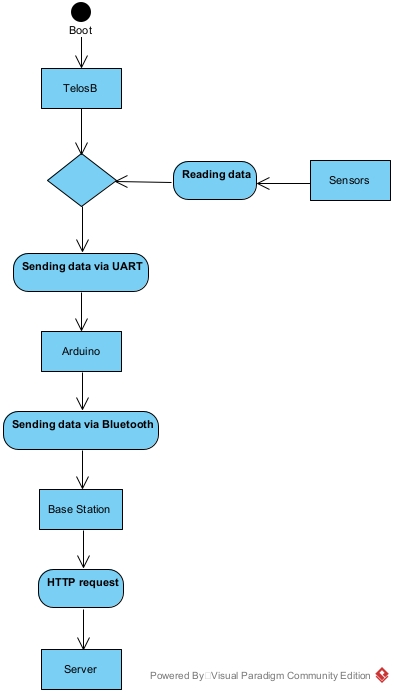 Boot
TelosB
Reading data
Sensors
Sending data via UART
Arduino
Sending data via Bluetooth
Base Station
HTTP request
Server
Powered By□Visual Paradigm Community Edition